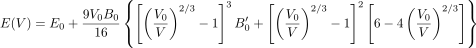 E(V) = E_0 + \frac{9V_0B_0}{16} \left\{ \left[ \left( \frac{V_0}{V} \right)^{2/3} - 1 \right]^3 B_0' + \left[ \left( \frac{V_0}{V} \right)^{2/3} - 1 \right]^2 \left[ 6 - 4 \left( \frac{V_0}{V} \right)^{2/3} \right] \right\}